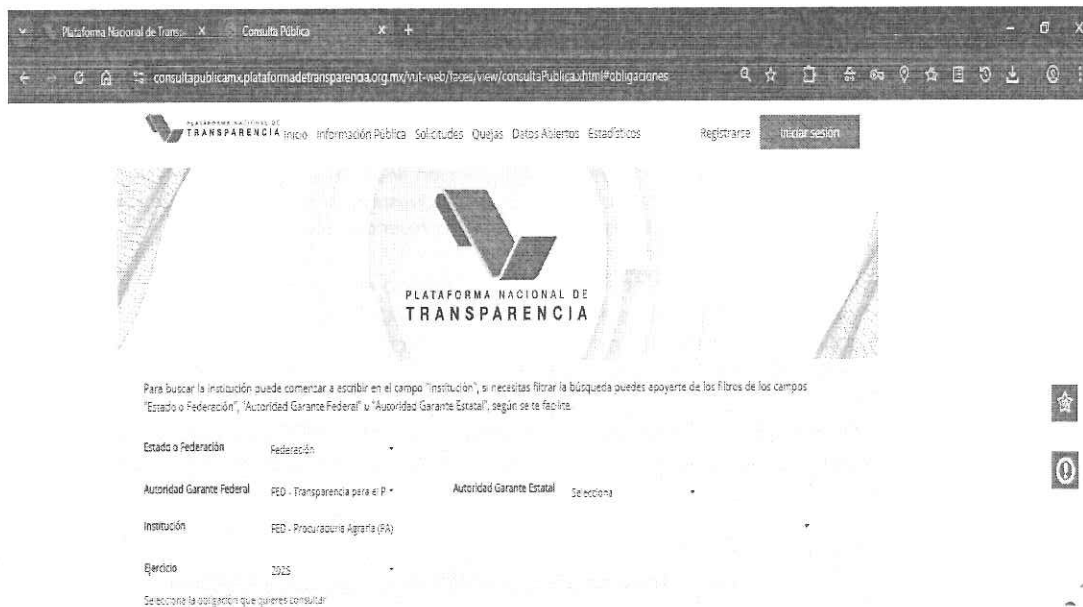 Plataforma Nacional de Trans: X Consulta Pública X +
consultapublicamx.plataformadetransparencia.org.mx/vut-web/faces/view/consultaPublica.xhtml#obligaciones
PLATAFORMA NACIONAL DE
TRANSPARENCIA Inicio Información Pública Solicitudes Quejas Datos Abiertos Estadísticos Registrarse Iniciar sesión
PLATAFORMA NACIONAL DE
TRANSPARENCIA
Para buscar la institución puede comenzar a escribir en el campo "Institución", si necesitas filtrar la búsqueda puedes apoyarte de los filtros de los campos
"Estado o Federación", "Autoridad Garante Federal" u "Autoridad Garante Estatal", según se te facilite.
Estado o Federación Federación
Autoridad Garante Federal FED - Transparencia para el P Autoridad Garante Estatal Selecciona
Institución FED - Procuraduría Agraria (PA)
Ejercicio 2025
Selecciona la obligación que quieres consultar